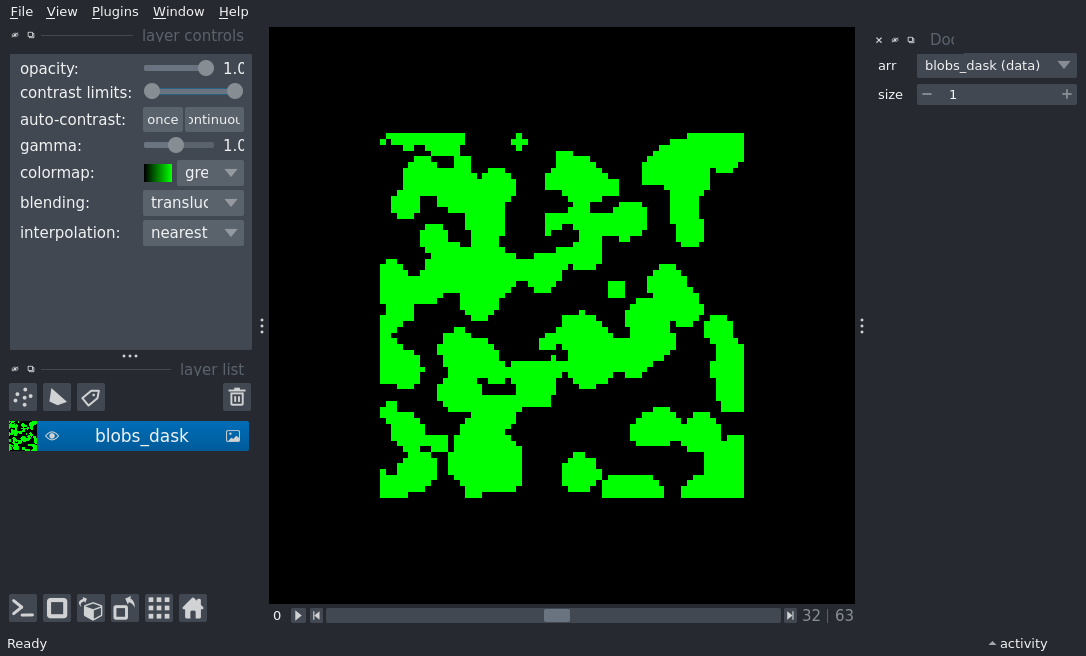 File View Plugins Window Help
layer controls
opacity: 1.0
contrast limits:
auto-contrast: once ontinuou
gamma: 1.0
colormap: gre
blending: transluc
interpolation: nearest
layer list
blobs_dask
0 32 | 63
Ready
Doc
arr blobs_dask (data)
size 1
activity